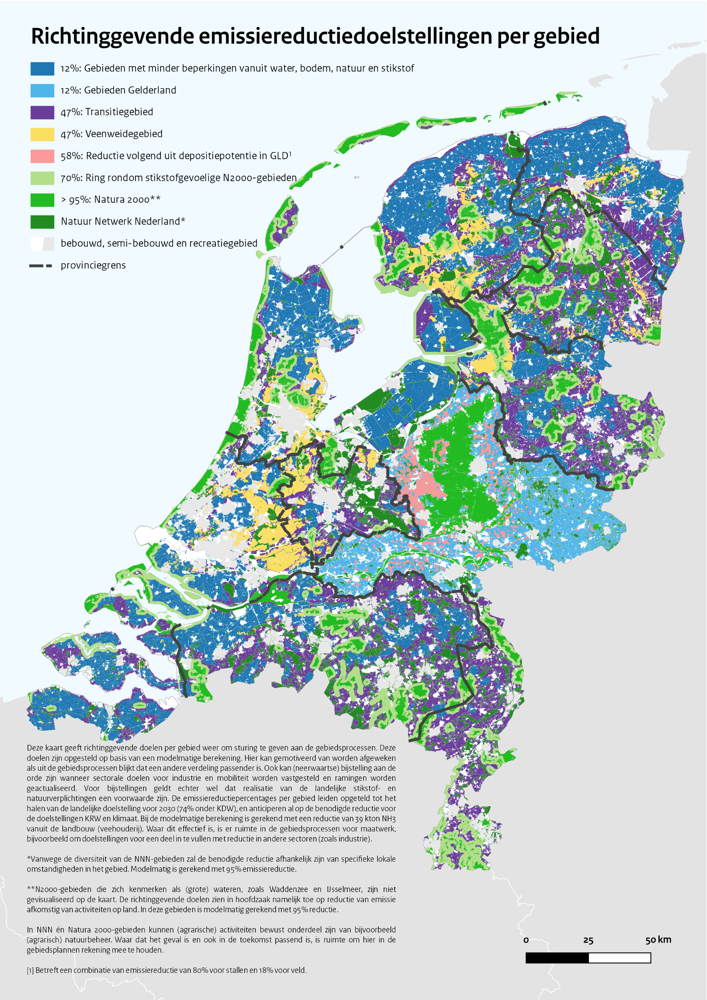 Richtinggevende emissiereductiedoelstellingen per gebied
12%: Gebieden met minder beperkingen vanuit water, bodem, natuur en stikstof
12%: Gebieden Gelderland
47%: Transitiegebied
47%: Veenweidegebied
58%: Reductie volgend uit depositiepotentie in GLD¹
70%: Ring rondom stikstofgevoelige N2000-gebieden
> 95%: Natura 2000**
Natuur Netwerk Nederland*
bebouwd, semi-bebouwd en recreatiegebied
provinciegrens
Deze kaart geeft richtinggevende doelen per gebied weer om sturing te geven aan de gebiedsprocessen. Deze
doelen zijn opgesteld op basis van een modelmatige berekening. Hier kan gemotiveerd van worden afgeweken
als uit de gebiedsprocessen blijkt dat een andere verdeling passender is. Ook kan (neerwaartse) bijstelling aan de
orde zijn wanneer sectorale doelen voor industrie en mobiliteit worden vastgesteld en ramingen worden
geactualiseerd. Voor bijstellingen geldt echter wel dat realisatie van de landelijke stikstof- en
natuurverplichtingen een voorwaarde zijn. De emissiereductiepercentages per gebied leiden opgeteld tot het
halen van de landelijke doelstelling voor 2030 (74% onder KDW), en anticiperen al op de benodigde reductie voor
de doelstellingen KRW en klimaat. Bij de modelmatige berekening is gerekend met een reductie van 39 kton NH3
vanuit de landbouw (veehouderij). Waar dit effectief is, is er ruimte in de gebiedsprocessen voor maatwerk,
bijvoorbeeld om doelstellingen voor een deel in te vullen met reductie in andere sectoren (zoals industrie).
*Vanwege de diversiteit van de NNN-gebieden zal de benodigde reductie afhankelijk zijn van specifieke lokale
omstandigheden in het gebied. Modelmatig is gerekend met 95% emissiereductie.
**N2000-gebieden die zich kenmerken als (grote) wateren, zoals Waddenzee en IJsselmeer, zijn niet
gevisualiseerd op de kaart. De richtinggevende doelen zien in hoofdzaak namelijk toe op reductie van emissie
afkomstig van activiteiten op land. In deze gebieden is modelmatig gerekend met 95% reductie.
In NNN én Natura 2000-gebieden kunnen (agrarische) activiteiten bewust onderdeel zijn van bijvoorbeeld
(agrarisch) natuurbeheer. Waar dat het geval is en ook in de toekomst passend is, is ruimte om hier in de
gebiedsplannen rekening mee te houden.
[1] Betreft een combinatie van emissiereductie van 80% voor stallen en 18% voor veld.
0 25 50 km